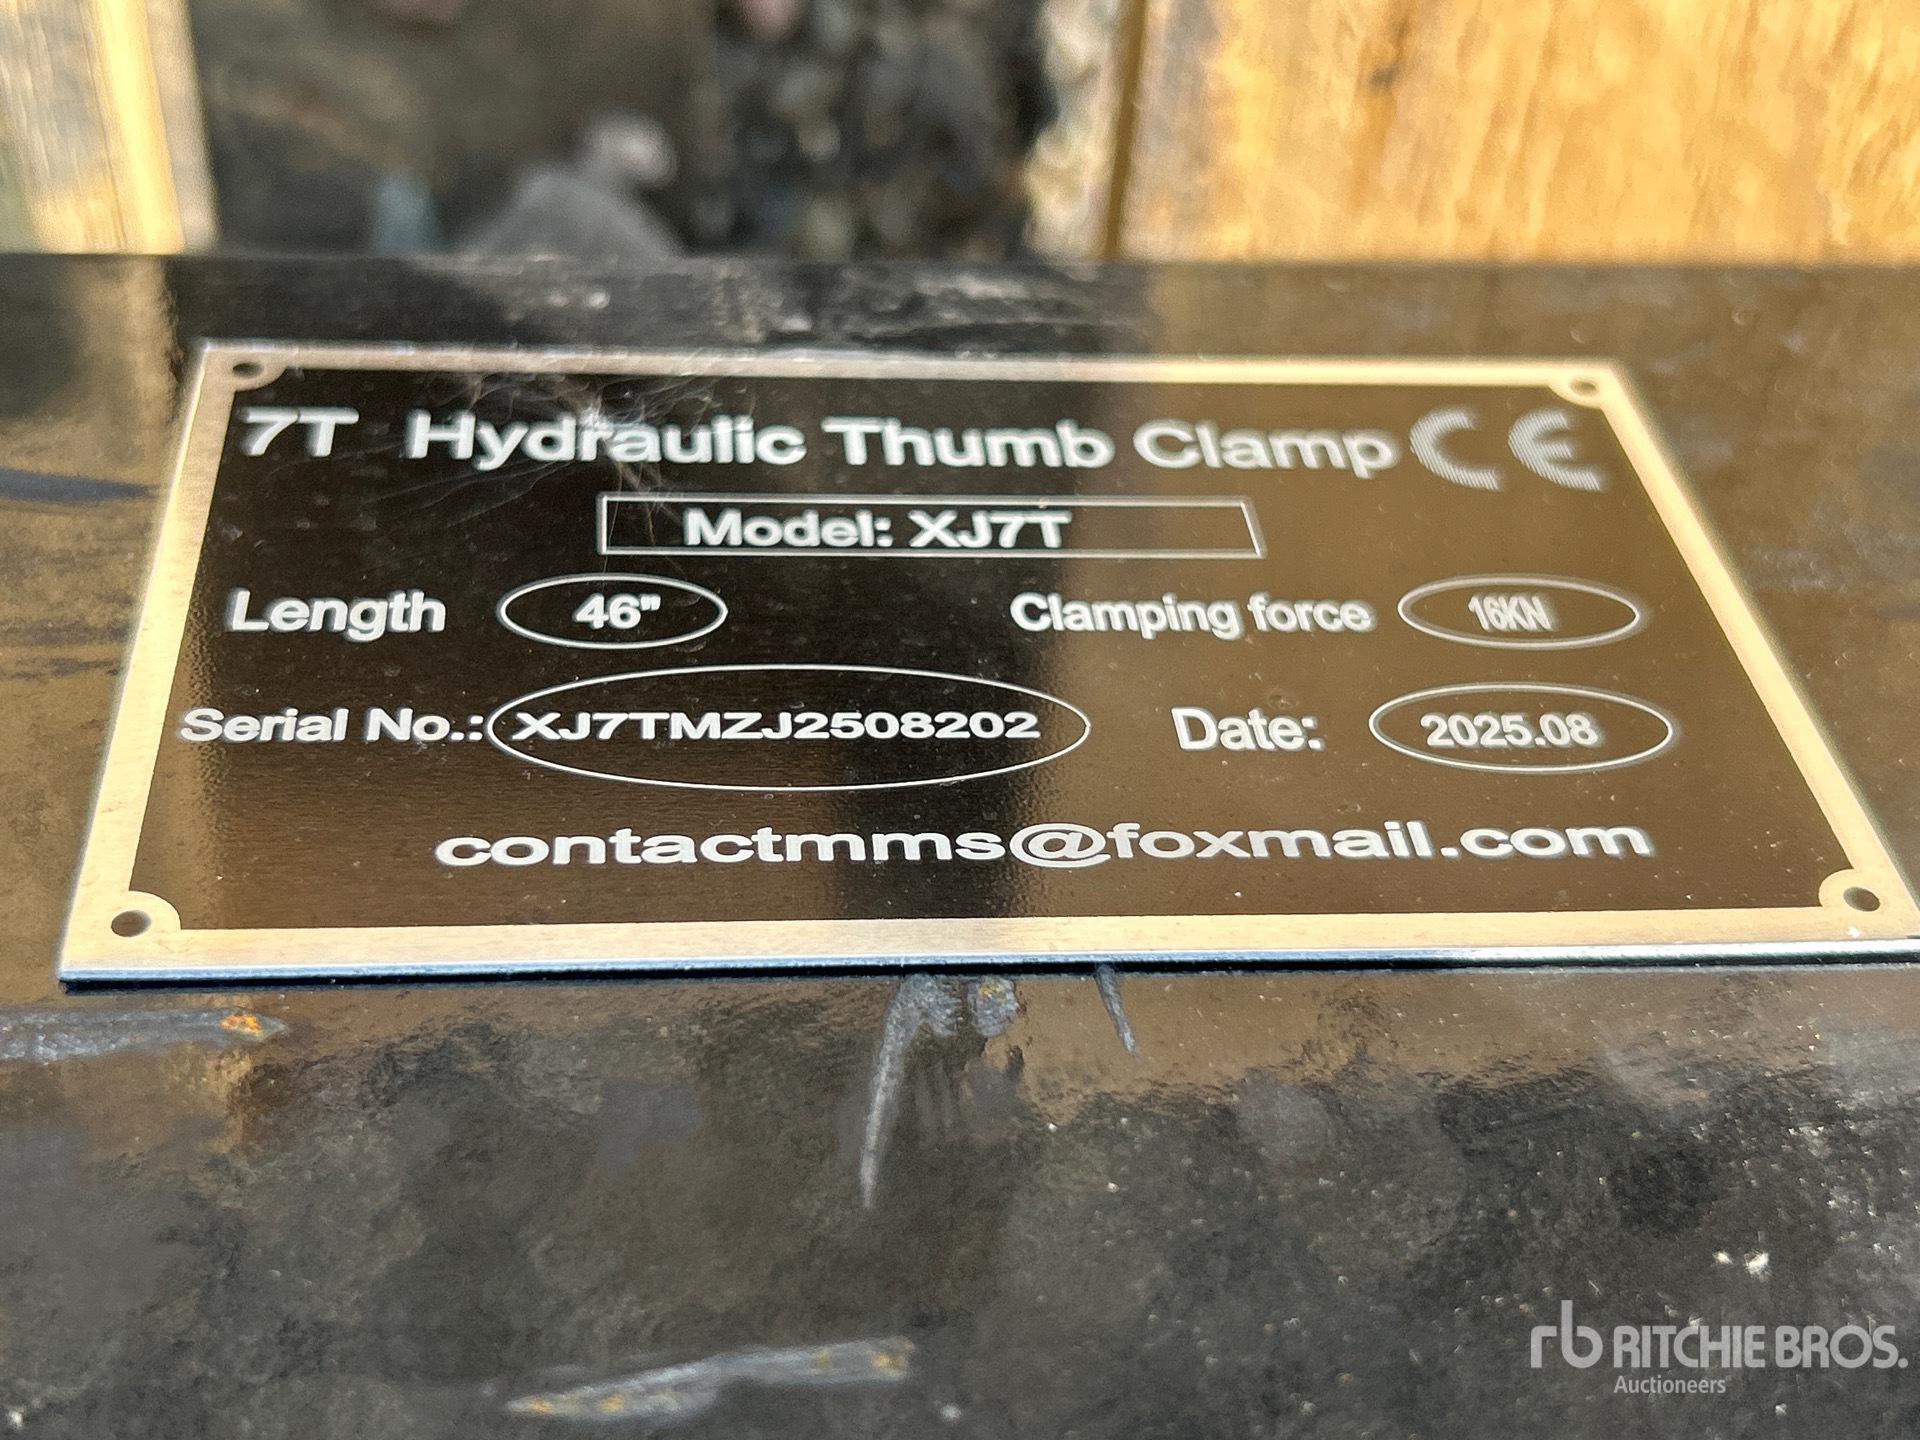 7T Hydraulic Thumb Clamp CE
Model: XJ7T
Length 46" Clamping force 16KN
Serial No.: XJ7TMZJ2508202 Date: 2025.08
contactmms@foxmail.com
rb RITCHIE BROS.
Auctioneers